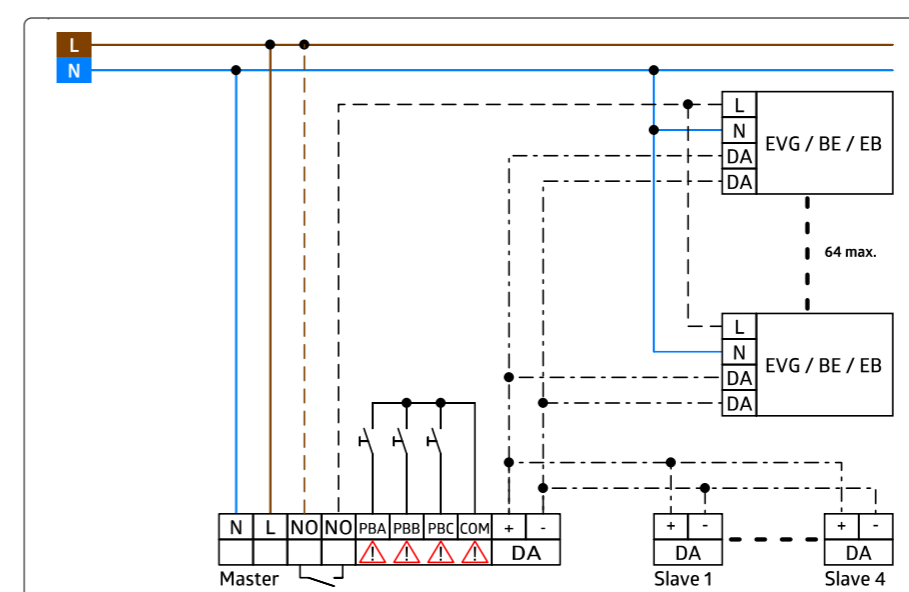 L
N
L
N
DA
DA
EVG / BE / EB
64 max.
L
N
DA
DA
EVG / BE / EB
N L NO NO PBA PBB PBC COM + -
DA
Master
+ -
DA
Slave 1
+ -
DA
Slave 4